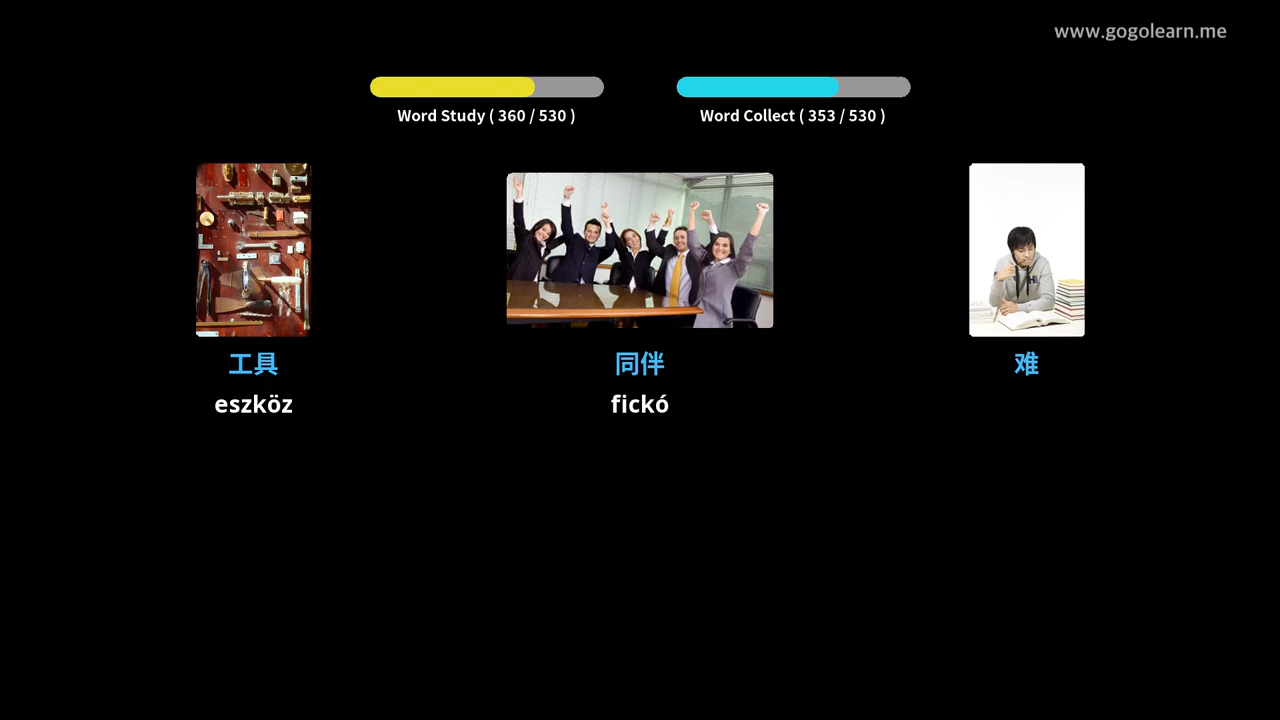 www.gogolearn.me
Word Study ( 360 / 530 )
Word Collect ( 353 / 530 )
工具
同伴
难
eszköz
fickó